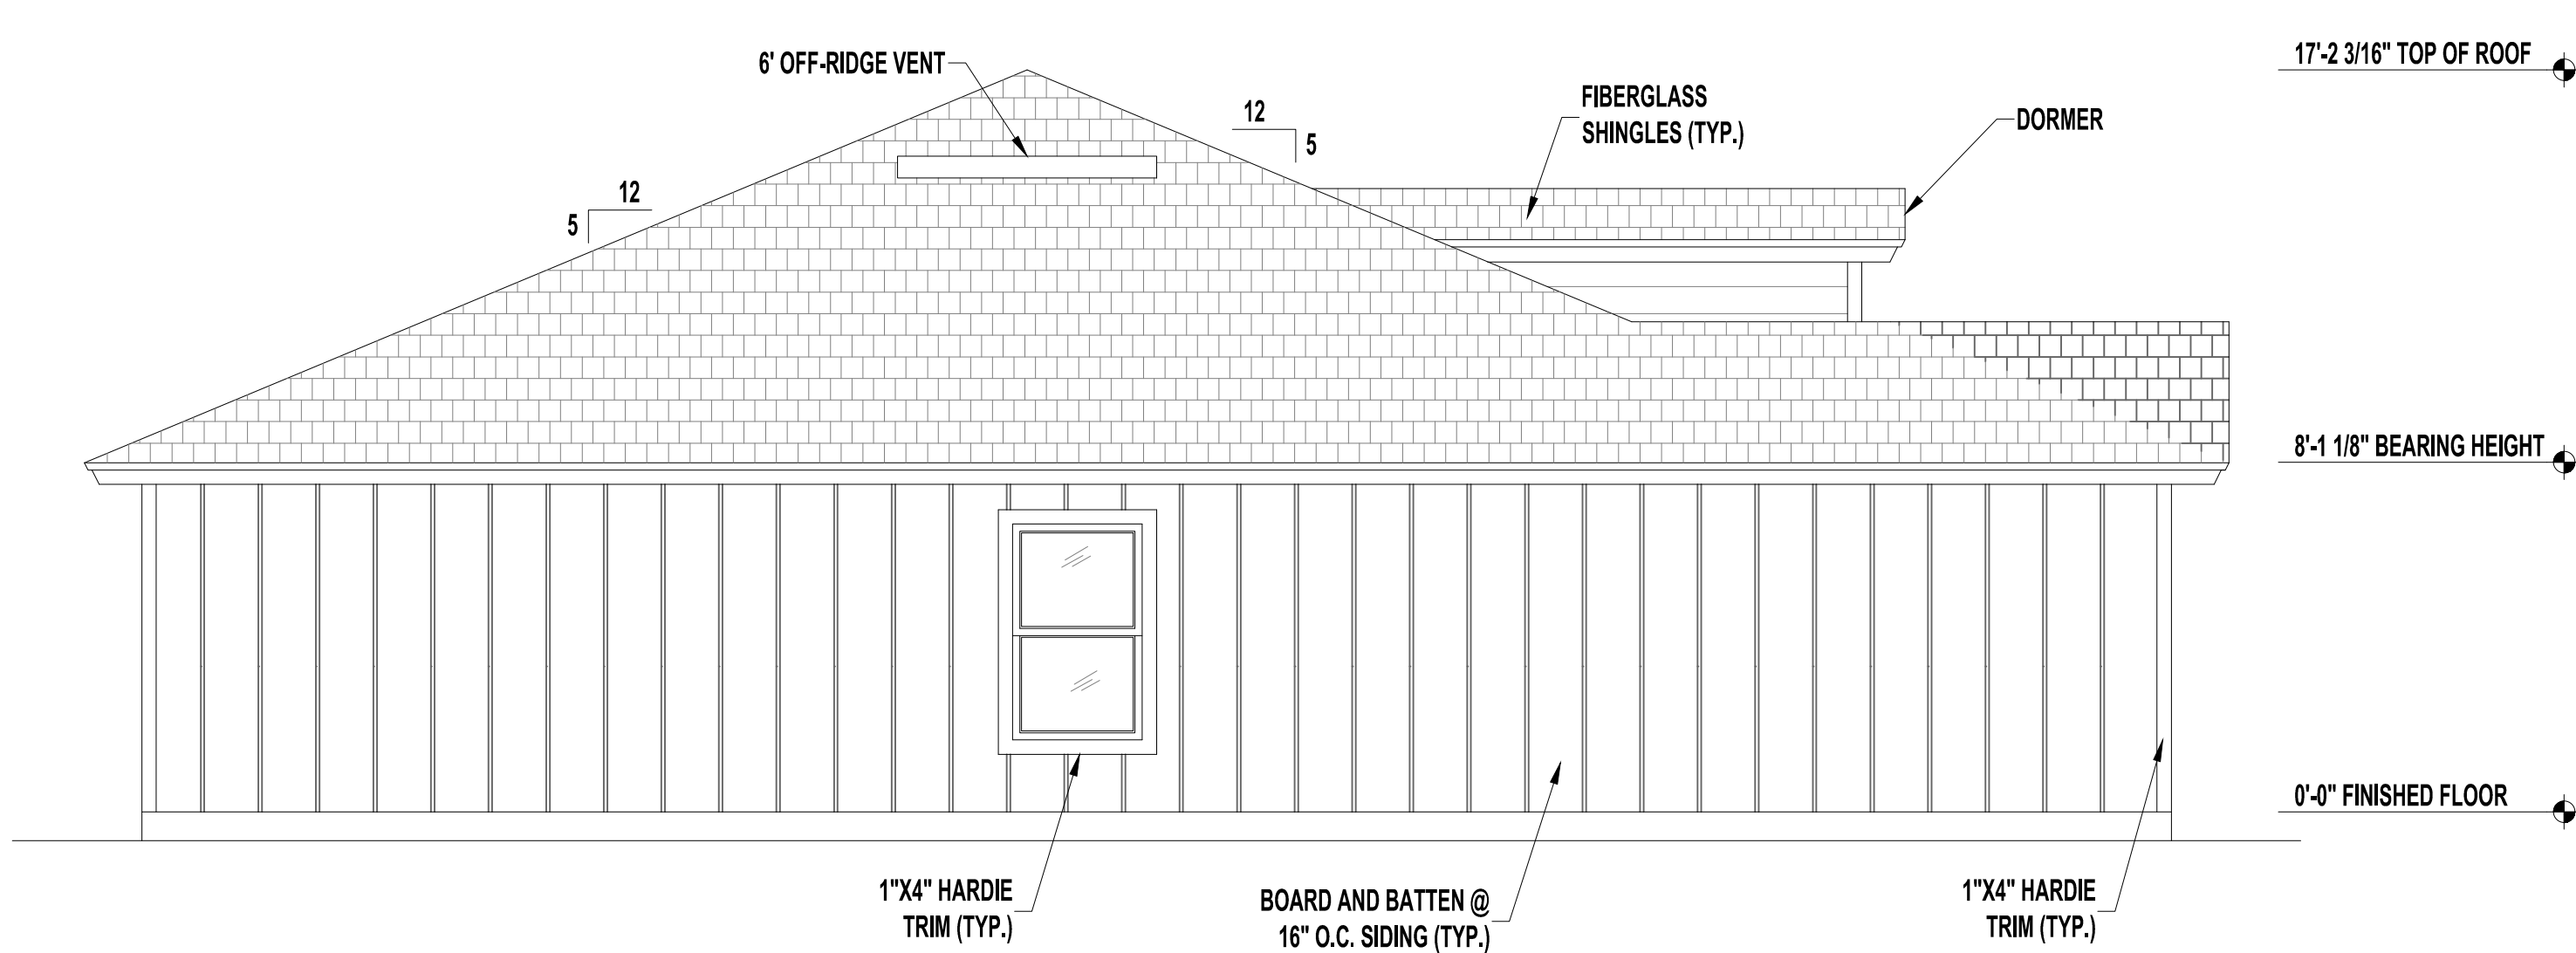 17'-2 3/16" TOP OF ROOF
6' OFF-RIDGE VENT
12
5
FIBERGLASS
SHINGLES (TYP.)
DORMER
12
5
8'-1 1/8" BEARING HEIGHT
0'-0" FINISHED FLOOR
1"X4" HARDIE
TRIM (TYP.)
BOARD AND BATTEN @
16" O.C. SIDING (TYP.)
1"X4" HARDIE
TRIM (TYP.)